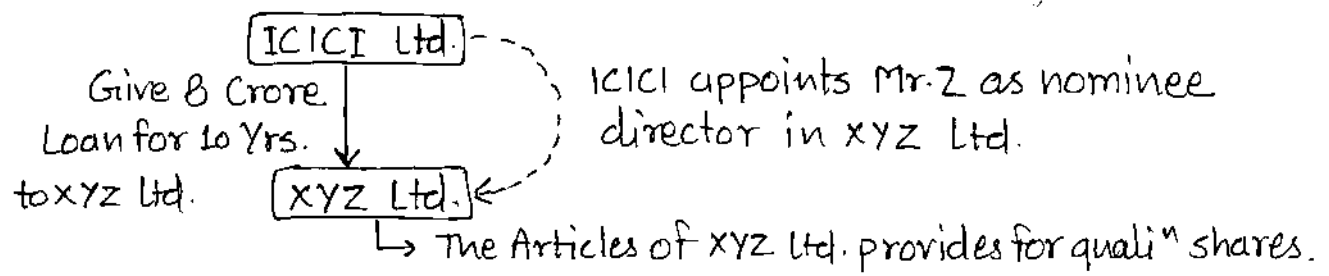 ICICI Ltd.
Give 8 Crore
Loan for 10 Yrs.
to XYZ Ltd.
ICICI appoints Mr. Z as nominee
director in XYZ Ltd.
XYZ Ltd.
The Articles of XYZ Ltd. provides for qualiⁿ shares.